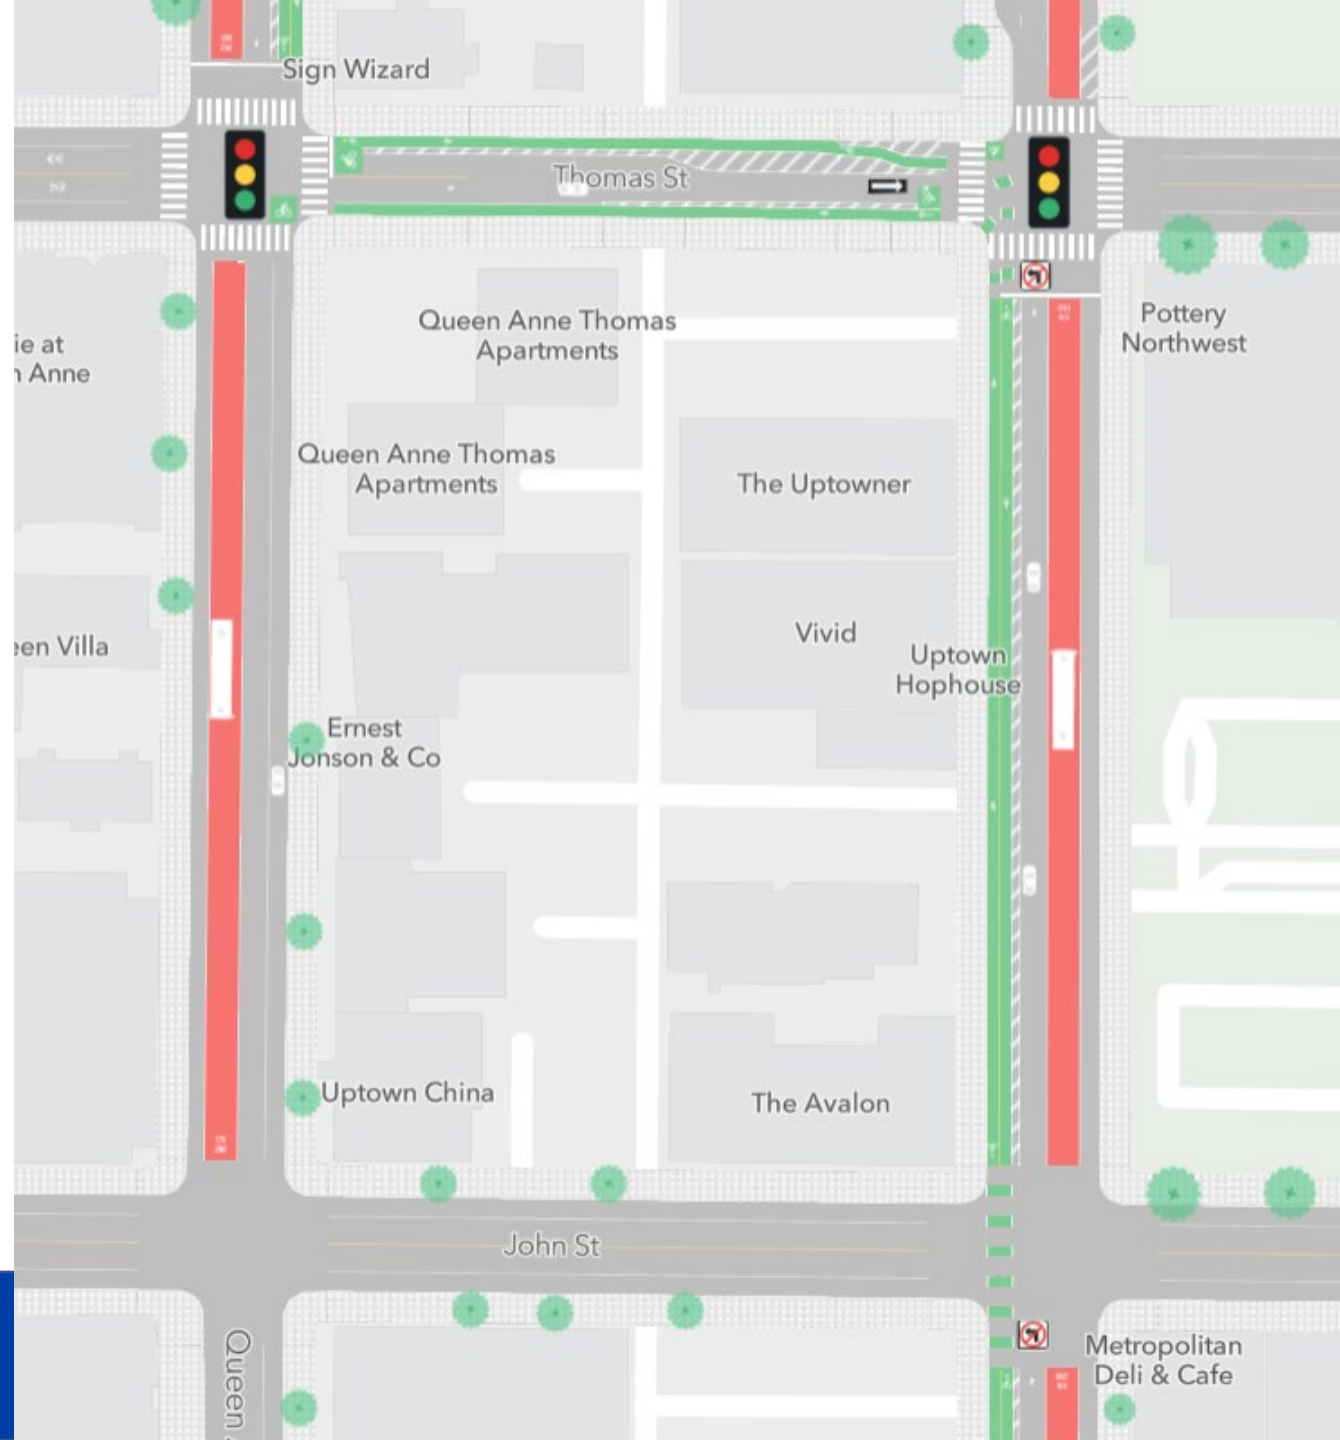 Sign Wizard
Thomas St
Queen Anne Thomas
Apartments
Pottery
Northwest
ie at
Anne
Queen Anne Thomas
Apartments
The Uptowner
Vivid
een Villa
Uptown
Hophouse
Ernest
Jonson & Co
Uptown China
The Avalon
John St
Queen
Metropolitan
Deli & Cafe